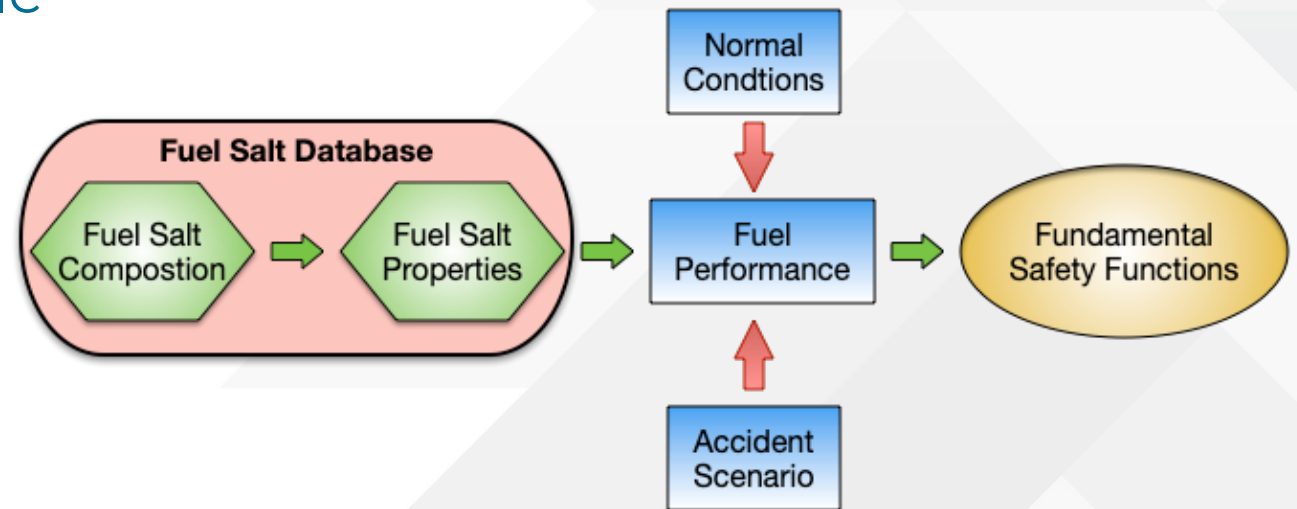 Normal
Condtions
Fuel Salt Database
Fuel Salt
Compostion
Fuel Salt
Properties
Fuel
Performance
Fundamental
Safety Functions
Accident
Scenario